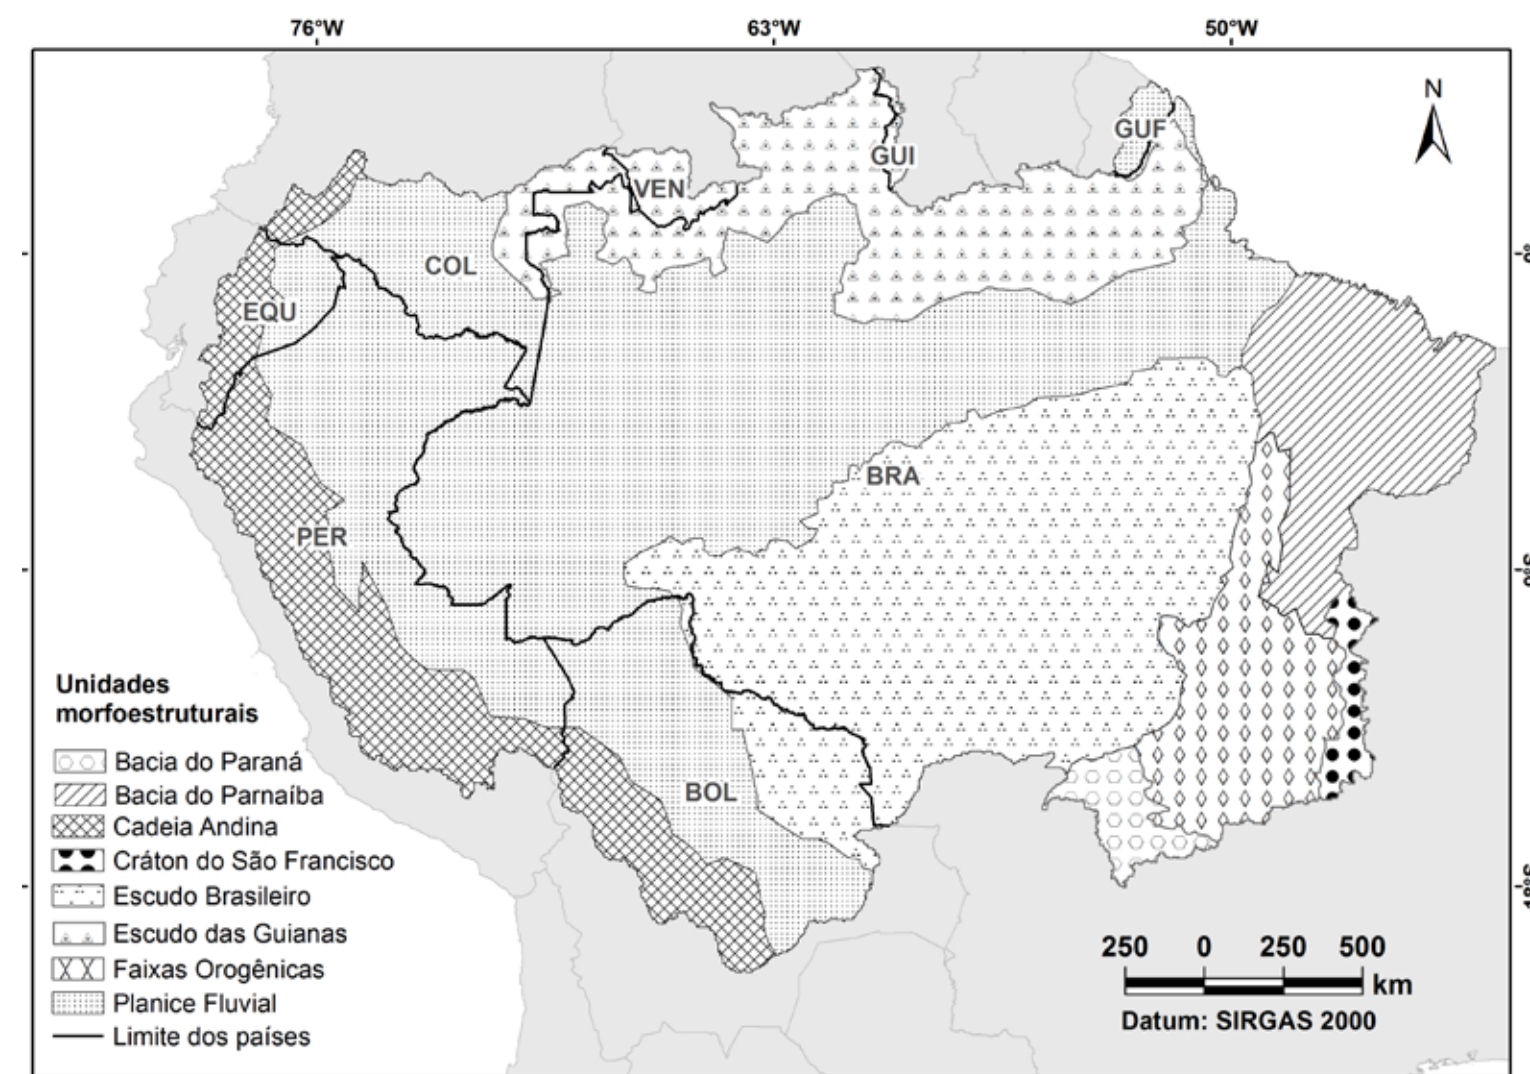 76°W 63°W 50°W
N
GUF
GUI
VEN
COL
EQU
BRA
PER
BOL
Unidades
morfoestruturais
Bacia do Paraná
Bacia do Parnaíba
Cadeia Andina
Cráton do São Francisco
Escudo Brasileiro
Escudo das Guianas
Faixas Orogênicas
Planice Fluvial
Limite dos países
250 0 250 500
km
Datum: SIRGAS 2000